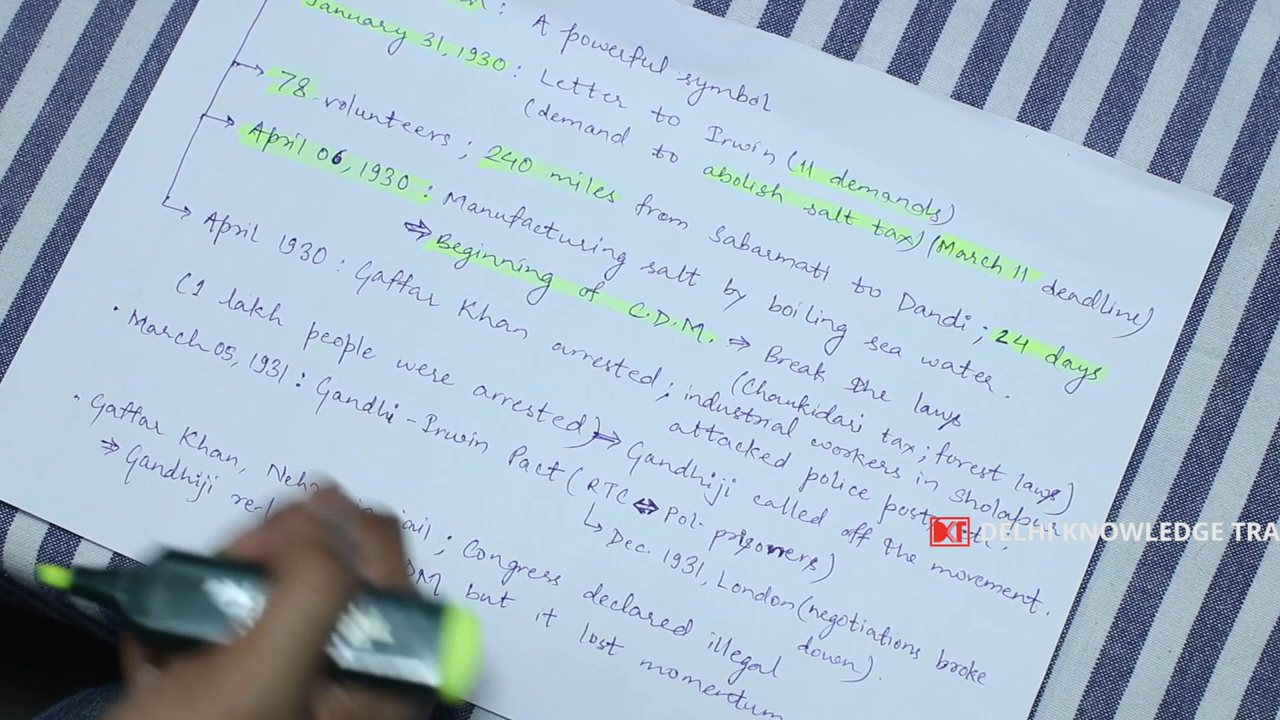 : A powerful symbol
January 31, 1930 : Letter to Irwin (11 demands)
(demand to abolish salt tax) (March 11 deadline)
78 volunteers ; 240 miles from Sabarmati to Dandi ; 24 days
April 06, 1930 : Manufacturing salt by boiling sea water.
⇒ Beginning of C.D.M. ⇒ Break the laws
(Chaukidari tax ; forest laws)
April 1930 : Gaffar Khan arrested ; industrial workers in Sholapur
attacked police posts etc.
(1 lakh people were arrested) ⇒ Gandhiji called off the movement.
• March 05, 1931 : Gandhi-Irwin Pact (RTC ⇔ Pol. prisoners)
Dec. 1931, London (negotiations broke
down).
• Gaffar Khan, jail ; Congress declared illegal
⇒ Gandhiji but it lost momentum
DELHI KNOWLEDGE TRA